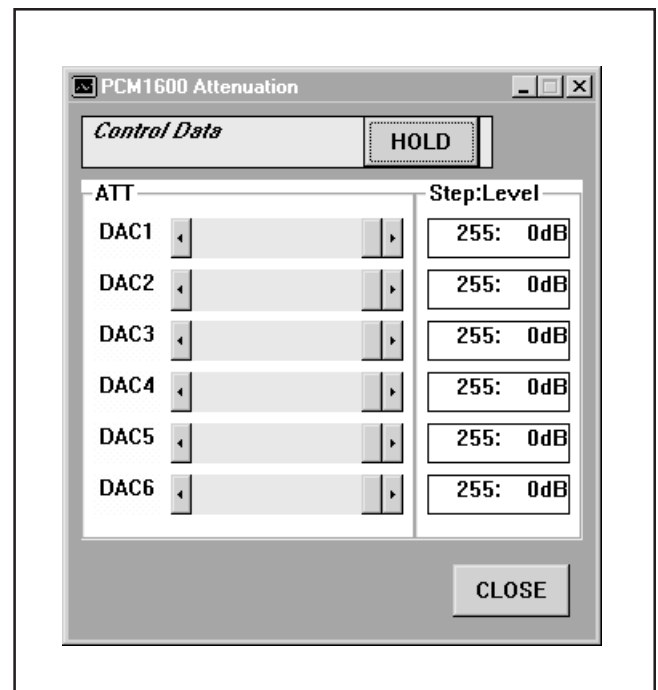 PCM1600 Attenuation
Control Data
HOLD
ATT
Step:Level
DAC1 255: 0dB
DAC2 255: 0dB
DAC3 255: 0dB
DAC4 255: 0dB
DAC5 255: 0dB
DAC6 255: 0dB
CLOSE